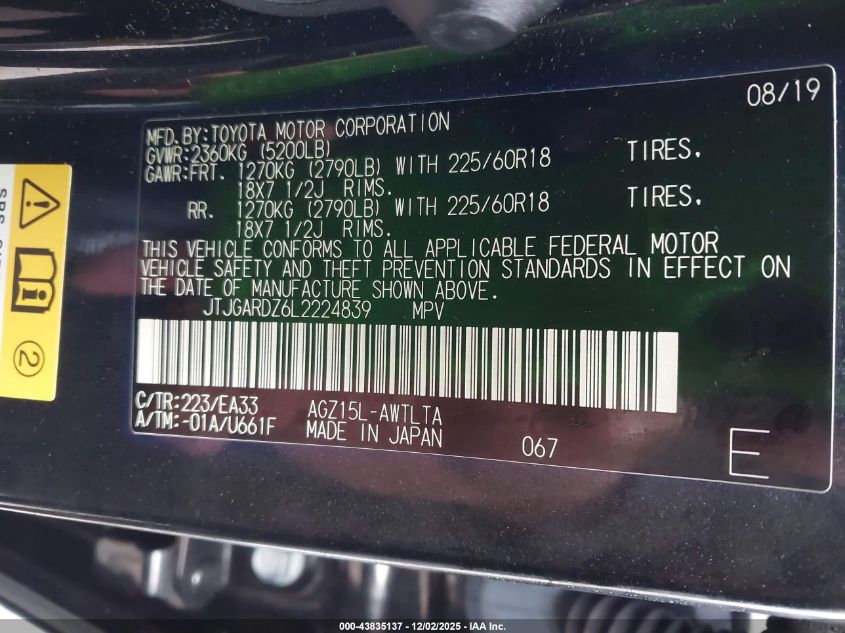 08/19
MFD.BY:TOYOTA MOTOR CORPORATION
GVWR:2360KG (5200LB)
GAWR:FRT. 1270KG (2790LB) WITH 225/60R18 TIRES.
18X7 1/2J RIMS.
RR. 1270KG (2790LB) WITH 225/60R18 TIRES.
18X7 1/2J RIMS.
THIS VEHICLE CONFORMS TO ALL APPLICABLE FEDERAL MOTOR
VEHICLE SAFETY AND THEFT PREVENTION STANDARDS IN EFFECT ON
THE DATE OF MANUFACTURE SHOWN ABOVE.
JTJGARDZ6L2224839 MPV
C/TR:223/EA33 AGZ15L-AWTLTA
A/TM:-01A/U661F MADE IN JAPAN 067 E
2
000-43835137 - 12/02/2025 - IAA Inc.